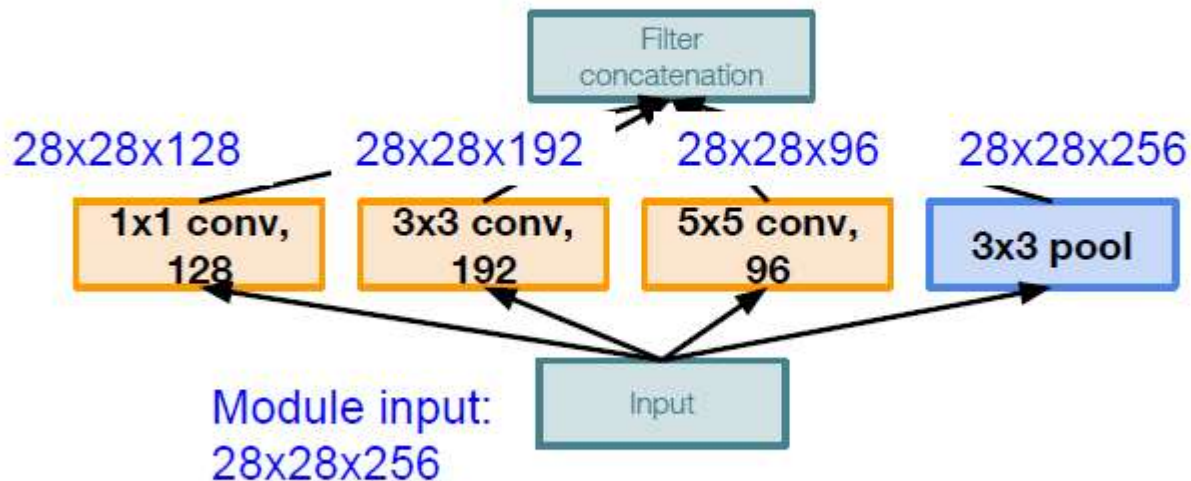 Filter
concatenation
28x28x128
28x28x192
28x28x96
28x28x256
1x1 conv,
128
3x3 conv,
192
5x5 conv,
96
3x3 pool
Input
Module input:
28x28x256